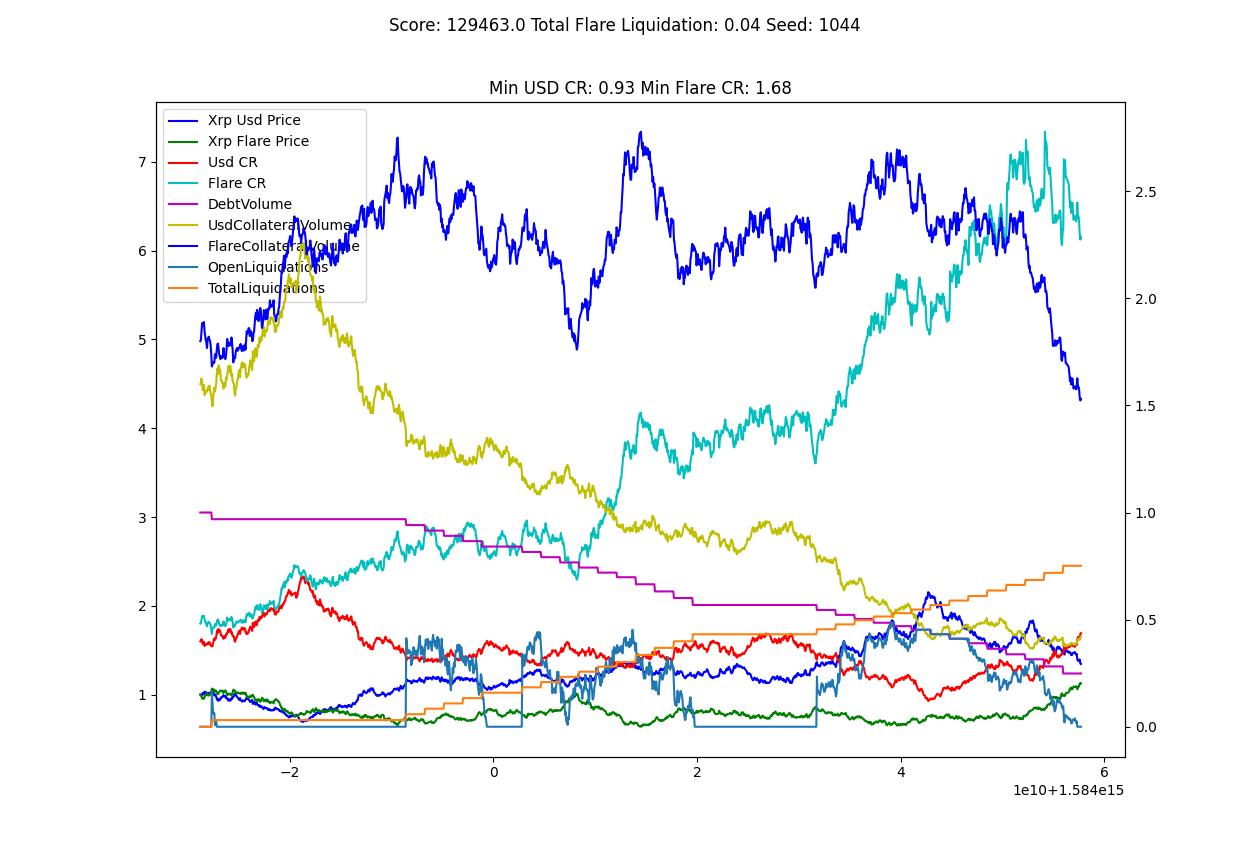 Score: 129463.0 Total Flare Liquidation: 0.04 Seed: 1044
Min USD CR: 0.93 Min Flare CR: 1.68
Xrp Usd Price
Xrp Flare Price
Usd CR
Flare CR
DebtVolume
UsdCollateralVolume
FlareCollateralVolume
OpenLiquidations
TotalLiquidations
7
6
5
4
3
2
1
2.5
2.0
1.5
1.0
0.5
0.0
−2
0
2
4
6
1e10+1.584e15